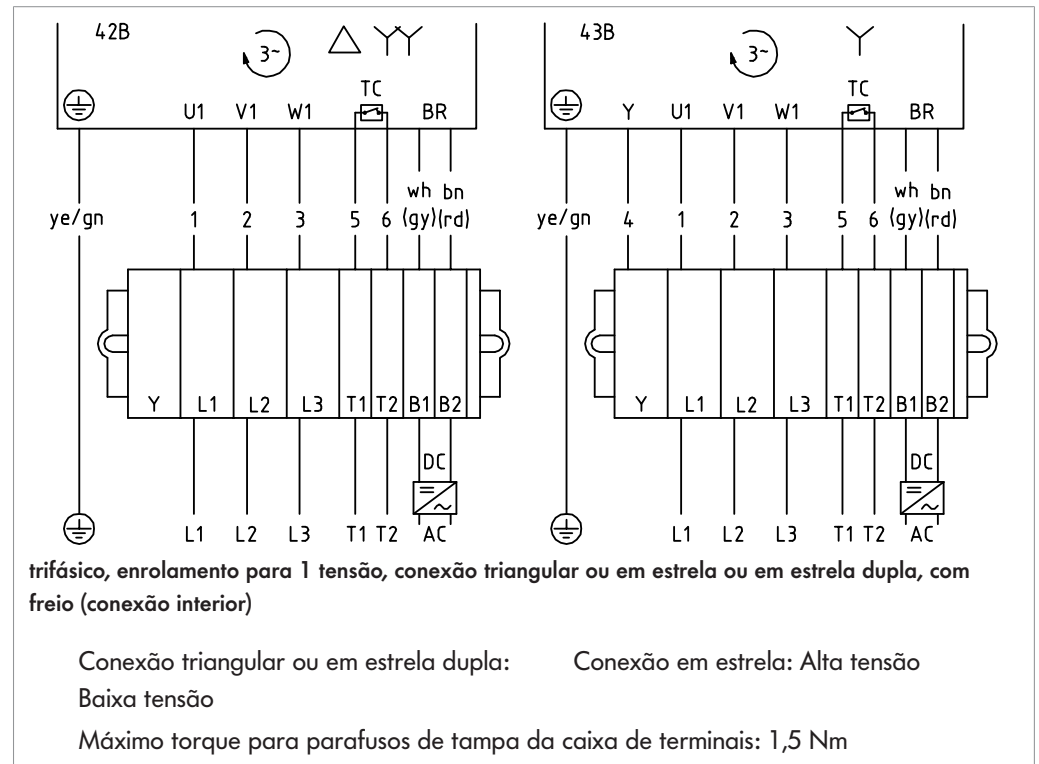 42B
3~
TC
U1 V1 W1 BR
wh bn
ye/gn 1 2 3 5 6 (gy)(rd)
Y L1 L2 L3 T1 T2 B1 B2
DC
L1 L2 L3 T1 T2 AC
43B
3~
TC
Y U1 V1 W1 BR
wh bn
ye/gn 4 1 2 3 5 6 (gy)(rd)
Y L1 L2 L3 T1 T2 B1 B2
DC
L1 L2 L3 T1 T2 AC
trifásico, enrolamento para 1 tensão, conexão triangular ou em estrela ou em estrela dupla, com
freio (conexão interior)
Conexão triangular ou em estrela dupla:
Baixa tensão
Conexão em estrela: Alta tensão
Máximo torque para parafusos de tampa da caixa de terminais: 1,5 Nm